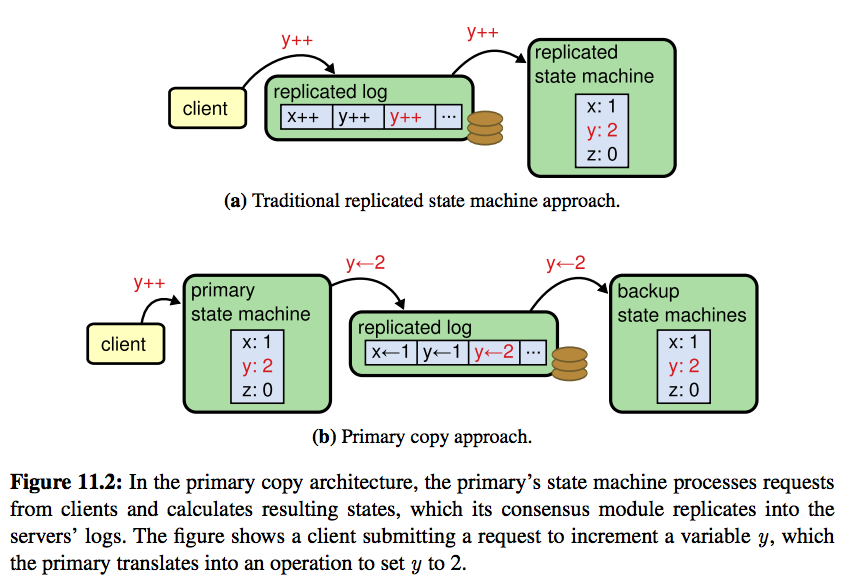 y++
y++
client
replicated log
x++ y++ y++ ...
replicated
state machine
x: 1
y: 2
z: 0
(a) Traditional replicated state machine approach.
y++
y←2
y←2
client
primary
state machine
x: 1
y: 2
z: 0
replicated log
x←1 y←1 y←2 ...
backup
state machines
x: 1
y: 2
z: 0
(b) Primary copy approach.
Figure 11.2: In the primary copy architecture, the primary’s state machine processes requests
from clients and calculates resulting states, which its consensus module replicates into the
servers’ logs. The figure shows a client submitting a request to increment a variable y, which
the primary translates into an operation to set y to 2.